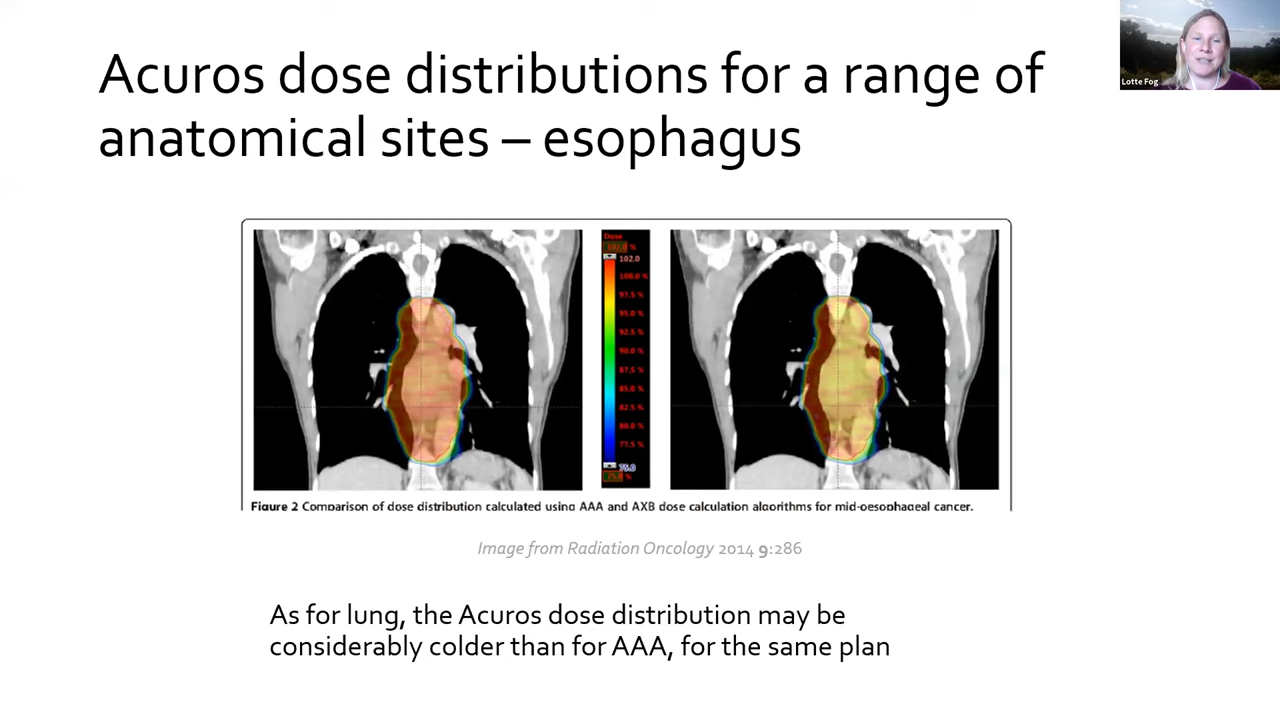 Acuros dose distributions for a range of
anatomical sites – esophagus
Lotte Fog
Dose
102.0
100.0 %
97.5 %
95.0 %
92.5 %
90.0 %
87.5 %
85.0 %
82.5 %
80.0 %
77.5 %
75.0
Figure 2 Comparison of dose distribution calculated using AAA and AXB dose calculation algorithms for mid-oesophageal cancer.
Image from Radiation Oncology 2014 9:286
As for lung, the Acuros dose distribution may be
considerably colder than for AAA, for the same plan